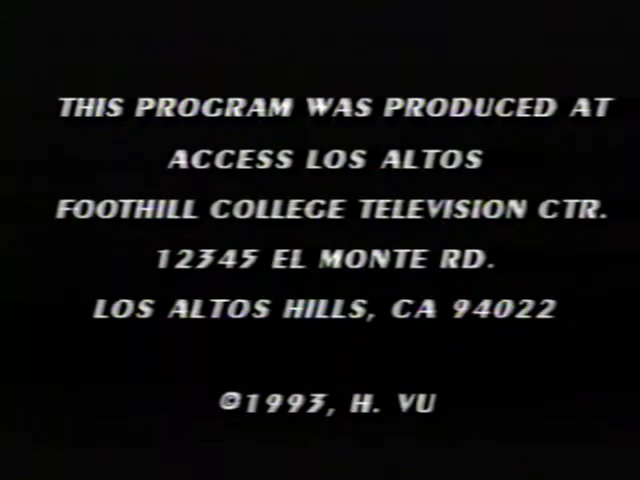 THIS PROGRAM WAS PRODUCED AT
ACCESS LOS ALTOS
FOOTHILL COLLEGE TELEVISION CTR.
12345 EL MONTE RD.
LOS ALTOS HILLS, CA 94022
©1993, H. VU